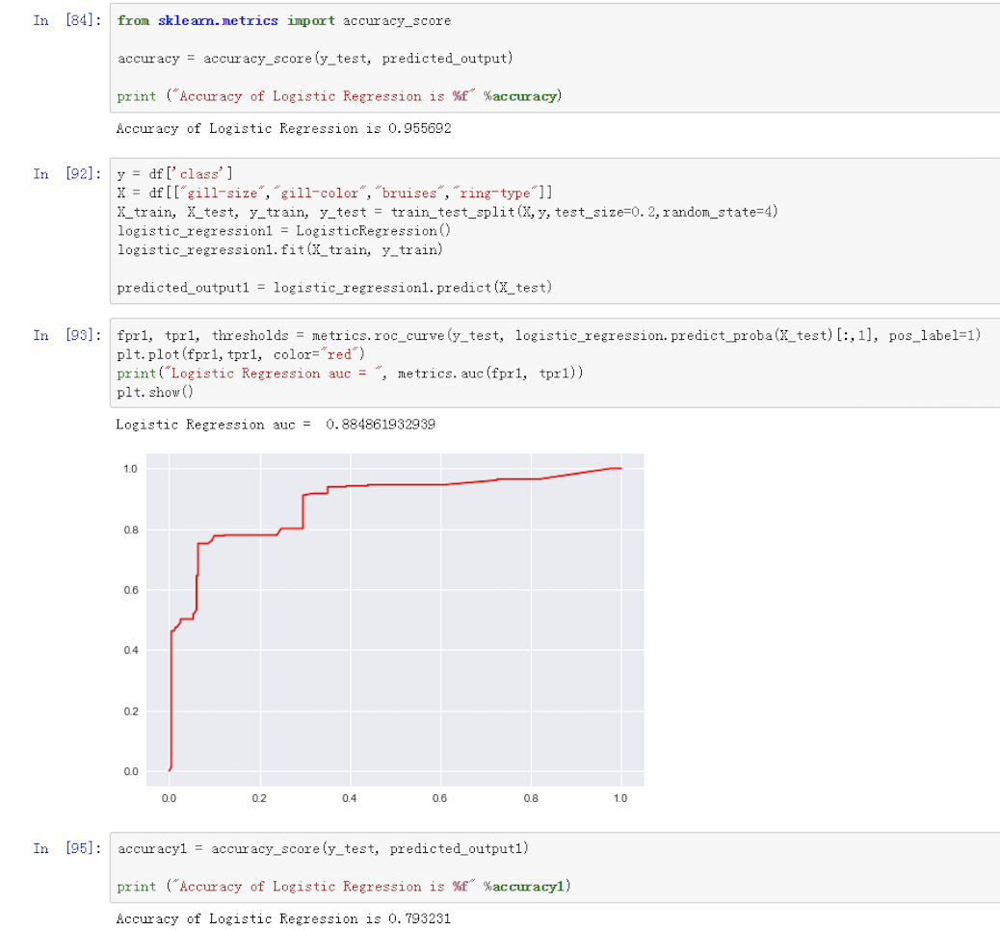 In [84]:
from sklearn.metrics import accuracy_score
accuracy = accuracy_score(y_test, predicted_output)
print ("Accuracy of Logistic Regression is %f" %accuracy)
Accuracy of Logistic Regression is 0.955692
In [92]:
y = df['class']
X = df[["gill-size","gill-color","bruises","ring-type"]]
X_train, X_test, y_train, y_test = train_test_split(X,y,test_size=0.2,random_state=4)
logistic_regression1 = LogisticRegression()
logistic_regression1.fit(X_train, y_train)
predicted_output1 = logistic_regression1.predict(X_test)
In [93]:
fpr1, tpr1, thresholds = metrics.roc_curve(y_test, logistic_regression.predict_proba(X_test)[:,1], pos_label=1)
plt.plot(fpr1,tpr1, color="red")
print("Logistic Regression auc = ", metrics.auc(fpr1, tpr1))
plt.show()
Logistic Regression auc =  0.884861932939
1.0
0.8
0.6
0.4
0.2
0.0
0.0 0.2 0.4 0.6 0.8 1.0
In [95]:
accuracy1 = accuracy_score(y_test, predicted_output1)
print ("Accuracy of Logistic Regression is %f" %accuracy1)
Accuracy of Logistic Regression is 0.793231